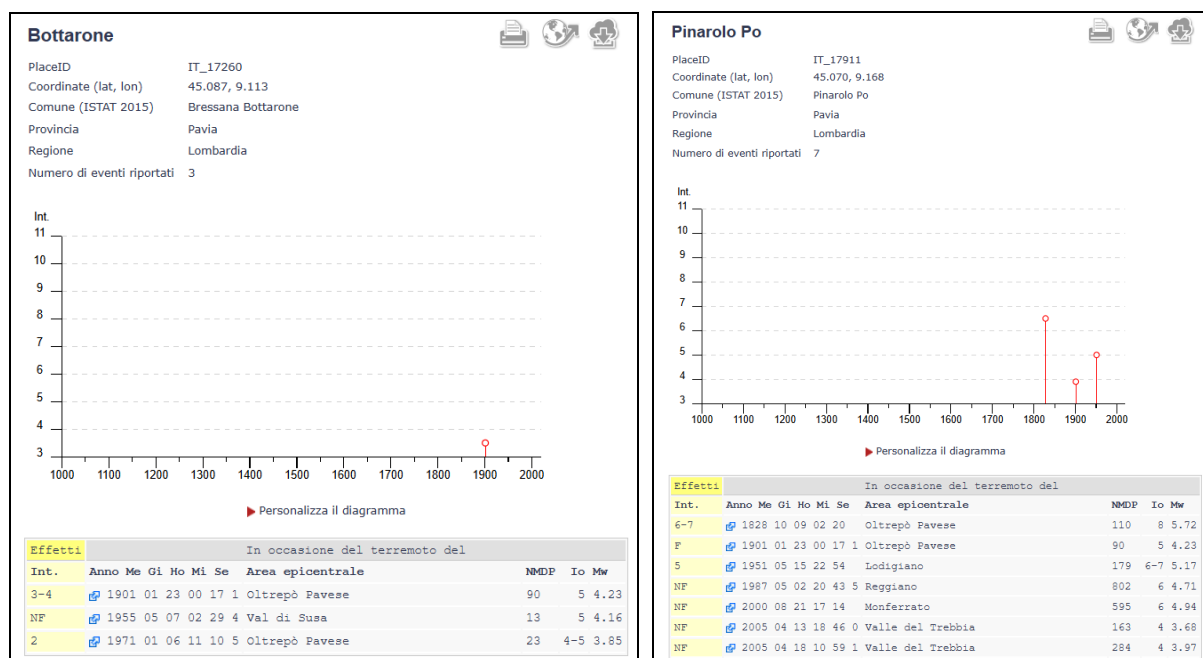 Bottarone
PlaceID IT_17260
Coordinate (lat, lon) 45.087, 9.113
Comune (ISTAT 2015) Bressana Bottarone
Provincia Pavia
Regione Lombardia
Numero di eventi riportati 3
Int.
11
10
9
8
7
6
5
4
3
1000 1100 1200 1300 1400 1500 1600 1700 1800 1900 2000
Personalizza il diagramma
Effetti In occasione del terremoto del
Int. Anno Me Gi Ho Mi Se Area epicentrale NMDP Io Mw
3-4 1901 01 23 00 17 1 Oltrepò Pavese 90 5 4.23
NF 1955 05 07 02 29 4 Val di Susa 13 5 4.16
2 1971 01 06 11 10 5 Oltrepò Pavese 23 4-5 3.85
Pinarolo Po
PlaceID IT_17911
Coordinate (lat, lon) 45.070, 9.168
Comune (ISTAT 2015) Pinarolo Po
Provincia Pavia
Regione Lombardia
Numero di eventi riportati 7
Int.
11
10
9
8
7
6
5
4
3
1000 1100 1200 1300 1400 1500 1600 1700 1800 1900 2000
Personalizza il diagramma
Effetti In occasione del terremoto del
Int. Anno Me Gi Ho Mi Se Area epicentrale NMDP Io Mw
6-7 1828 10 09 02 20 Oltrepò Pavese 110 8 5.72
F 1901 01 23 00 17 1 Oltrepò Pavese 90 5 4.23
5 1951 05 15 22 54 Lodigiano 179 6-7 5.17
NF 1987 05 02 20 43 5 Reggiano 802 6 4.71
NF 2000 08 21 17 14 Monferrato 595 6 4.94
NF 2005 04 13 18 46 0 Valle del Trebbia 163 4 3.68
NF 2005 04 18 10 59 1 Valle del Trebbia 284 4 3.97